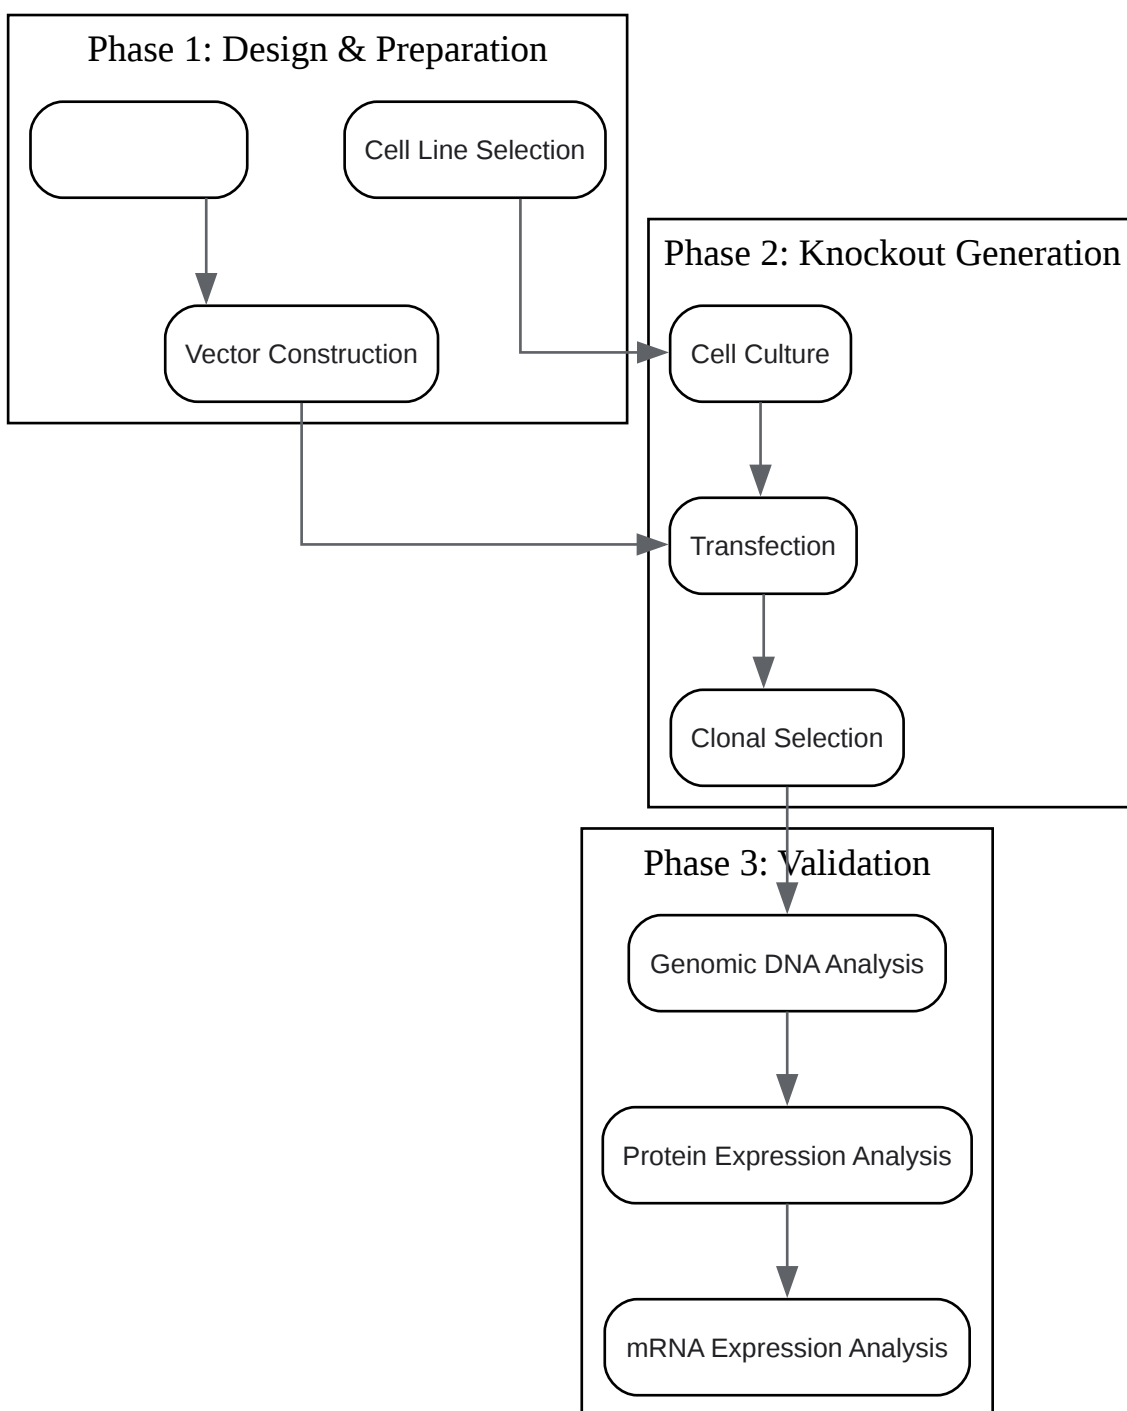 Phase 1: Design & Preparation
Cell Line Selection
Vector Construction
Phase 2: Knockout Generation
Cell Culture
Transfection
Clonal Selection
Phase 3: Validation
Genomic DNA Analysis
Protein Expression Analysis
mRNA Expression Analysis